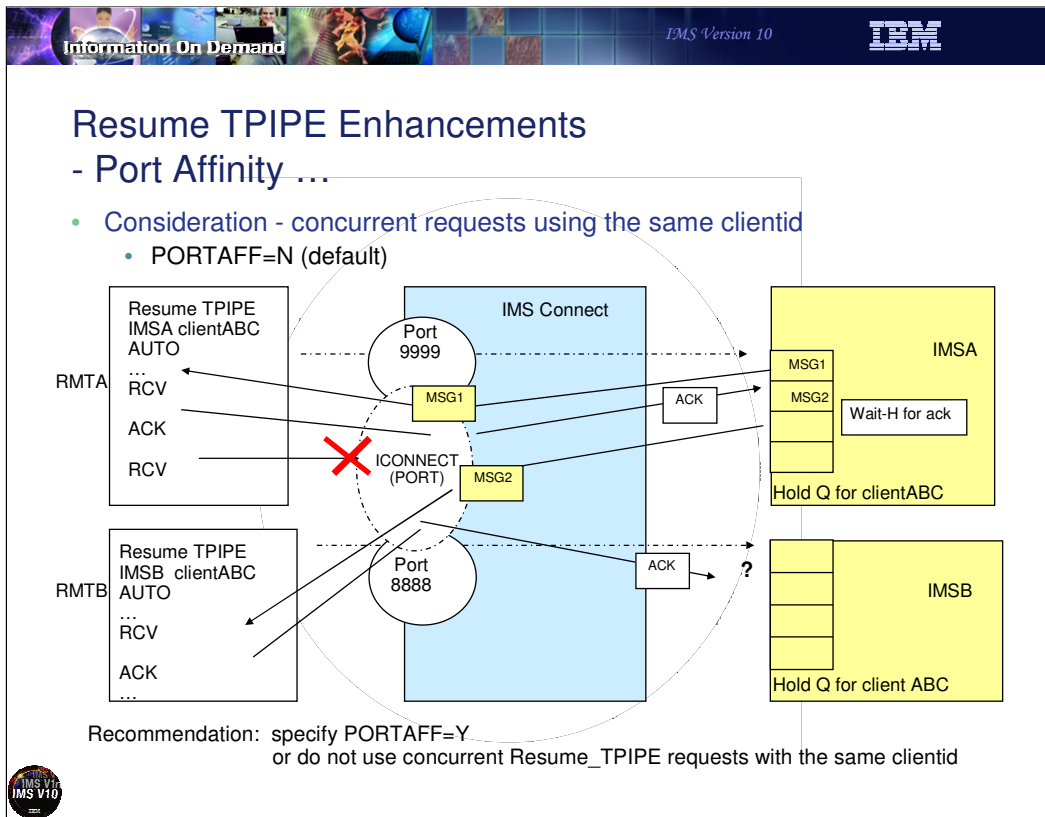 Information On Demand
IMS Version 10
IBM
Resume TPIPE Enhancements
- Port Affinity …
• Consideration - concurrent requests using the same clientid
• PORTAFF=N (default)
RMTA
Resume TPIPE
IMSA clientABC
AUTO
…
RCV
ACK
RCV
Port
9999
IMS Connect
MSG1
ACK
ICONNECT
(PORT)
MSG2
IMSA
MSG1
MSG2
Wait-H for ack
Hold Q for clientABC
RMTB
Resume TPIPE
IMSB clientABC
AUTO
…
RCV
ACK
…
Port
8888
ACK
?
IMSB
Hold Q for client ABC
Recommendation: specify PORTAFF=Y
or do not use concurrent Resume_TPIPE requests with the same clientid
IMS V10